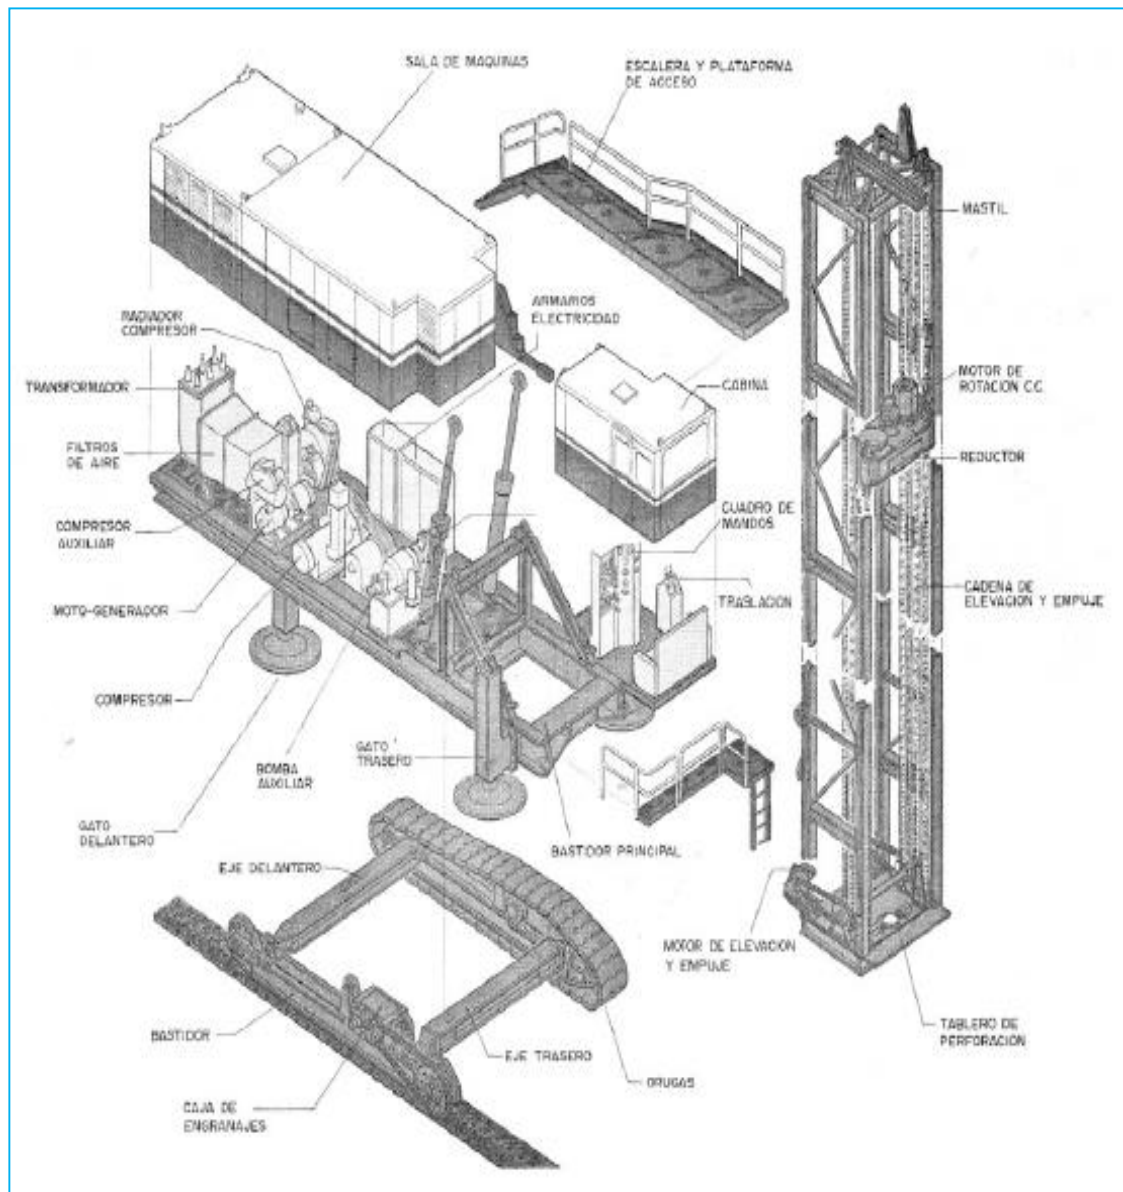 SALA DE MAQUINAS
ESCALERA Y PLATAFORMA
DE ACCESO
MASTIL
ARMARIOS
ELECTRICIDAD
RADIADOR
COMPRESOR
TRANSFORMADOR
CABINA
MOTOR DE
ROTACION C.C.
FILTROS
DE AIRE
REDUCTOR
CUADRO DE
MANDOS
COMPRESOR
AUXILIAR
TRASLACION
CADENA DE
ELEVACION Y EMPUJE
MOTO-GENERADOR
COMPRESOR
GATO
TRASERO
BOMBA
AUXILIAR
GATO
DELANTERO
BASTIDOR PRINCIPAL
EJE DELANTERO
MOTOR DE ELEVACION
Y EMPUJE
BASTIDOR
TABLERO DE
PERFORACIÓN
EJE TRASERO
ORUGAS
CAJA DE
ENGRANAJES